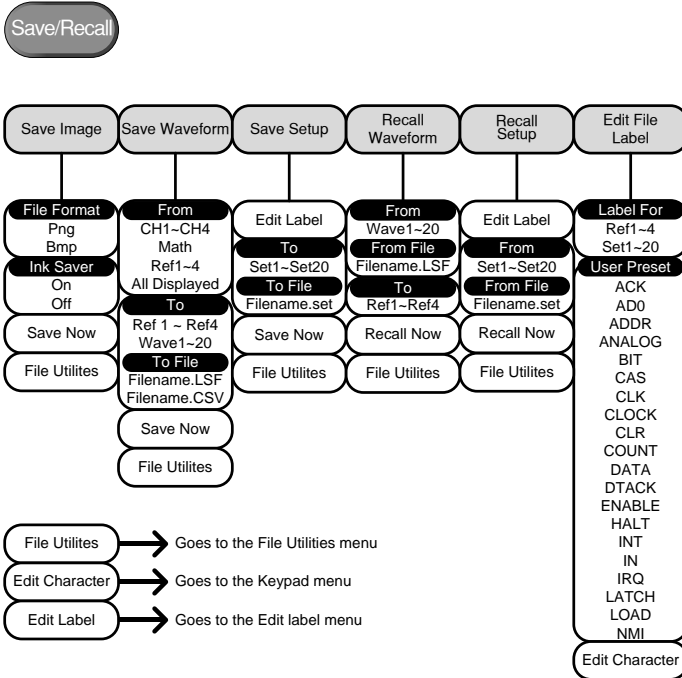 Save/Recall
Save Image
File Format
Png
Bmp
Ink Saver
On
Off
Save Now
File Utilites
Save Waveform
From
CH1~CH4
Math
Ref1~4
All Displayed
To
Ref 1 ~ Ref4
Wave1~20
To File
Filename.LSF
Filename.CSV
Save Now
File Utilites
Save Setup
Edit Label
To
Set1~Set20
To File
Filename.set
Save Now
File Utilites
Recall
Waveform
From
Wave1~20
From File
Filename.LSF
To
Ref1~Ref4
Recall Now
File Utilites
Recall
Setup
Edit Label
From
Set1~Set20
From File
Filename.set
Recall Now
File Utilites
Edit File
Label
Label For
Ref1~4
Set1~20
User Preset
ACK
AD0
ADDR
ANALOG
BIT
CAS
CLK
CLOCK
CLR
COUNT
DATA
DTACK
ENABLE
HALT
INT
IN
IRQ
LATCH
LOAD
NMI
Edit Character
File Utilites Goes to the File Utilities menu
Edit Character Goes to the Keypad menu
Edit Label Goes to the Edit label menu